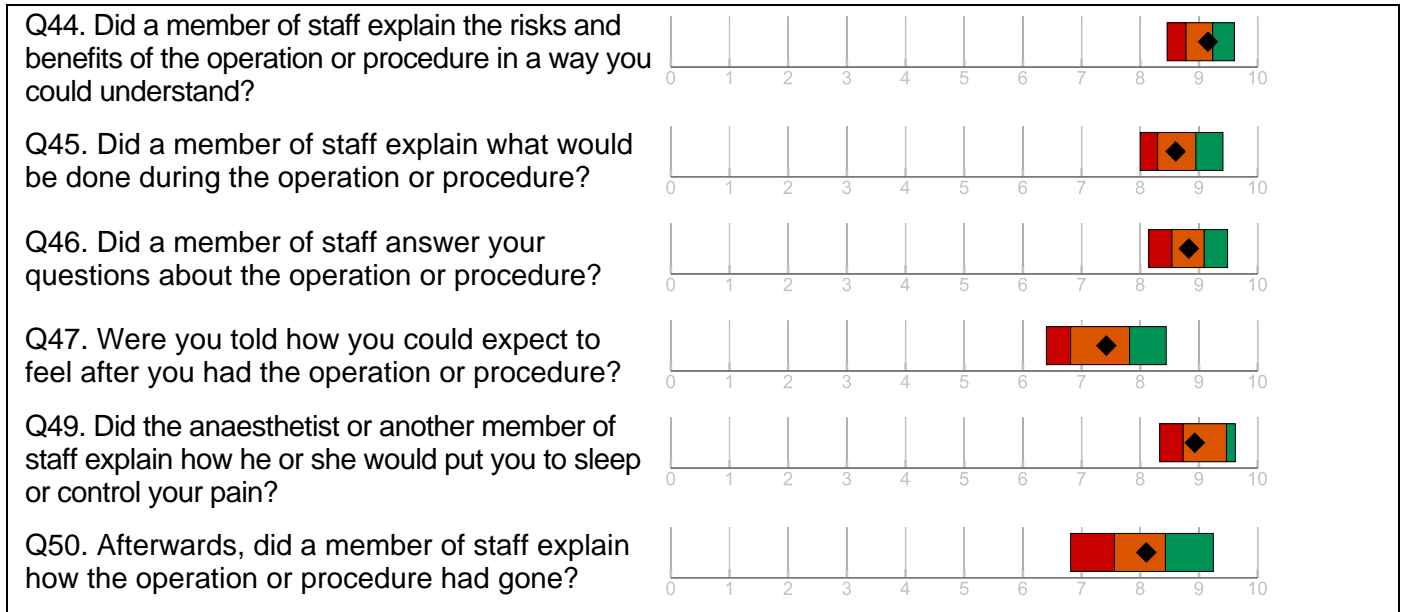 Q44. Did a member of staff explain the risks and
benefits of the operation or procedure in a way you
could understand?
0 1 2 3 4 5 6 7 8 9 10
Q45. Did a member of staff explain what would
be done during the operation or procedure?
0 1 2 3 4 5 6 7 8 9 10
Q46. Did a member of staff answer your
questions about the operation or procedure?
0 1 2 3 4 5 6 7 8 9 10
Q47. Were you told how you could expect to
feel after you had the operation or procedure?
0 1 2 3 4 5 6 7 8 9 10
Q49. Did the anaesthetist or another member of
staff explain how he or she would put you to sleep
or control your pain?
0 1 2 3 4 5 6 7 8 9 10
Q50. Afterwards, did a member of staff explain
how the operation or procedure had gone?
0 1 2 3 4 5 6 7 8 9 10